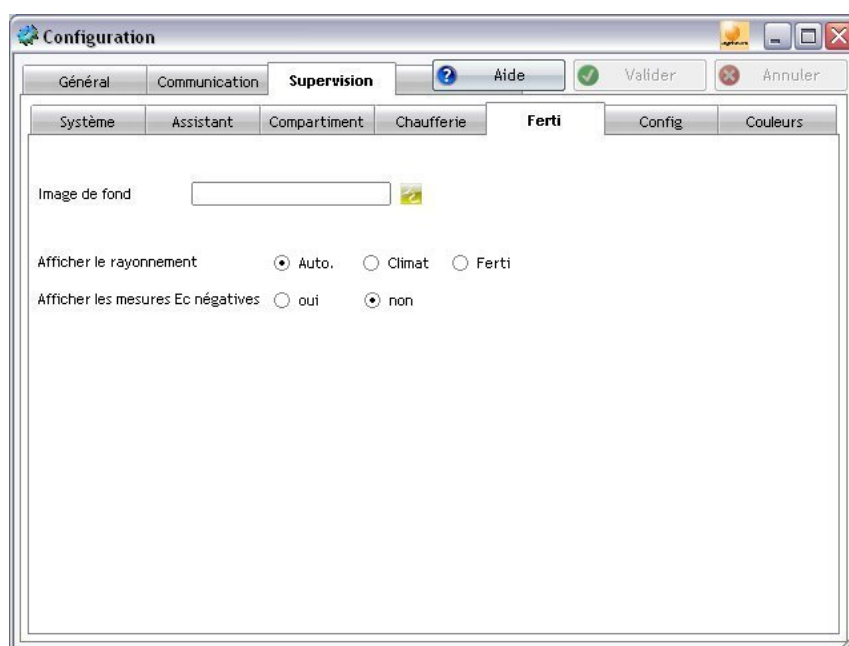 Configuration
Général Communication Supervision Aide Valider Annuler
Système Assistant Compartiment Chaufferie Ferti Config Couleurs
Image de fond
Afficher le rayonnement Auto. Climat Ferti
Afficher les mesures Ec négatives oui non